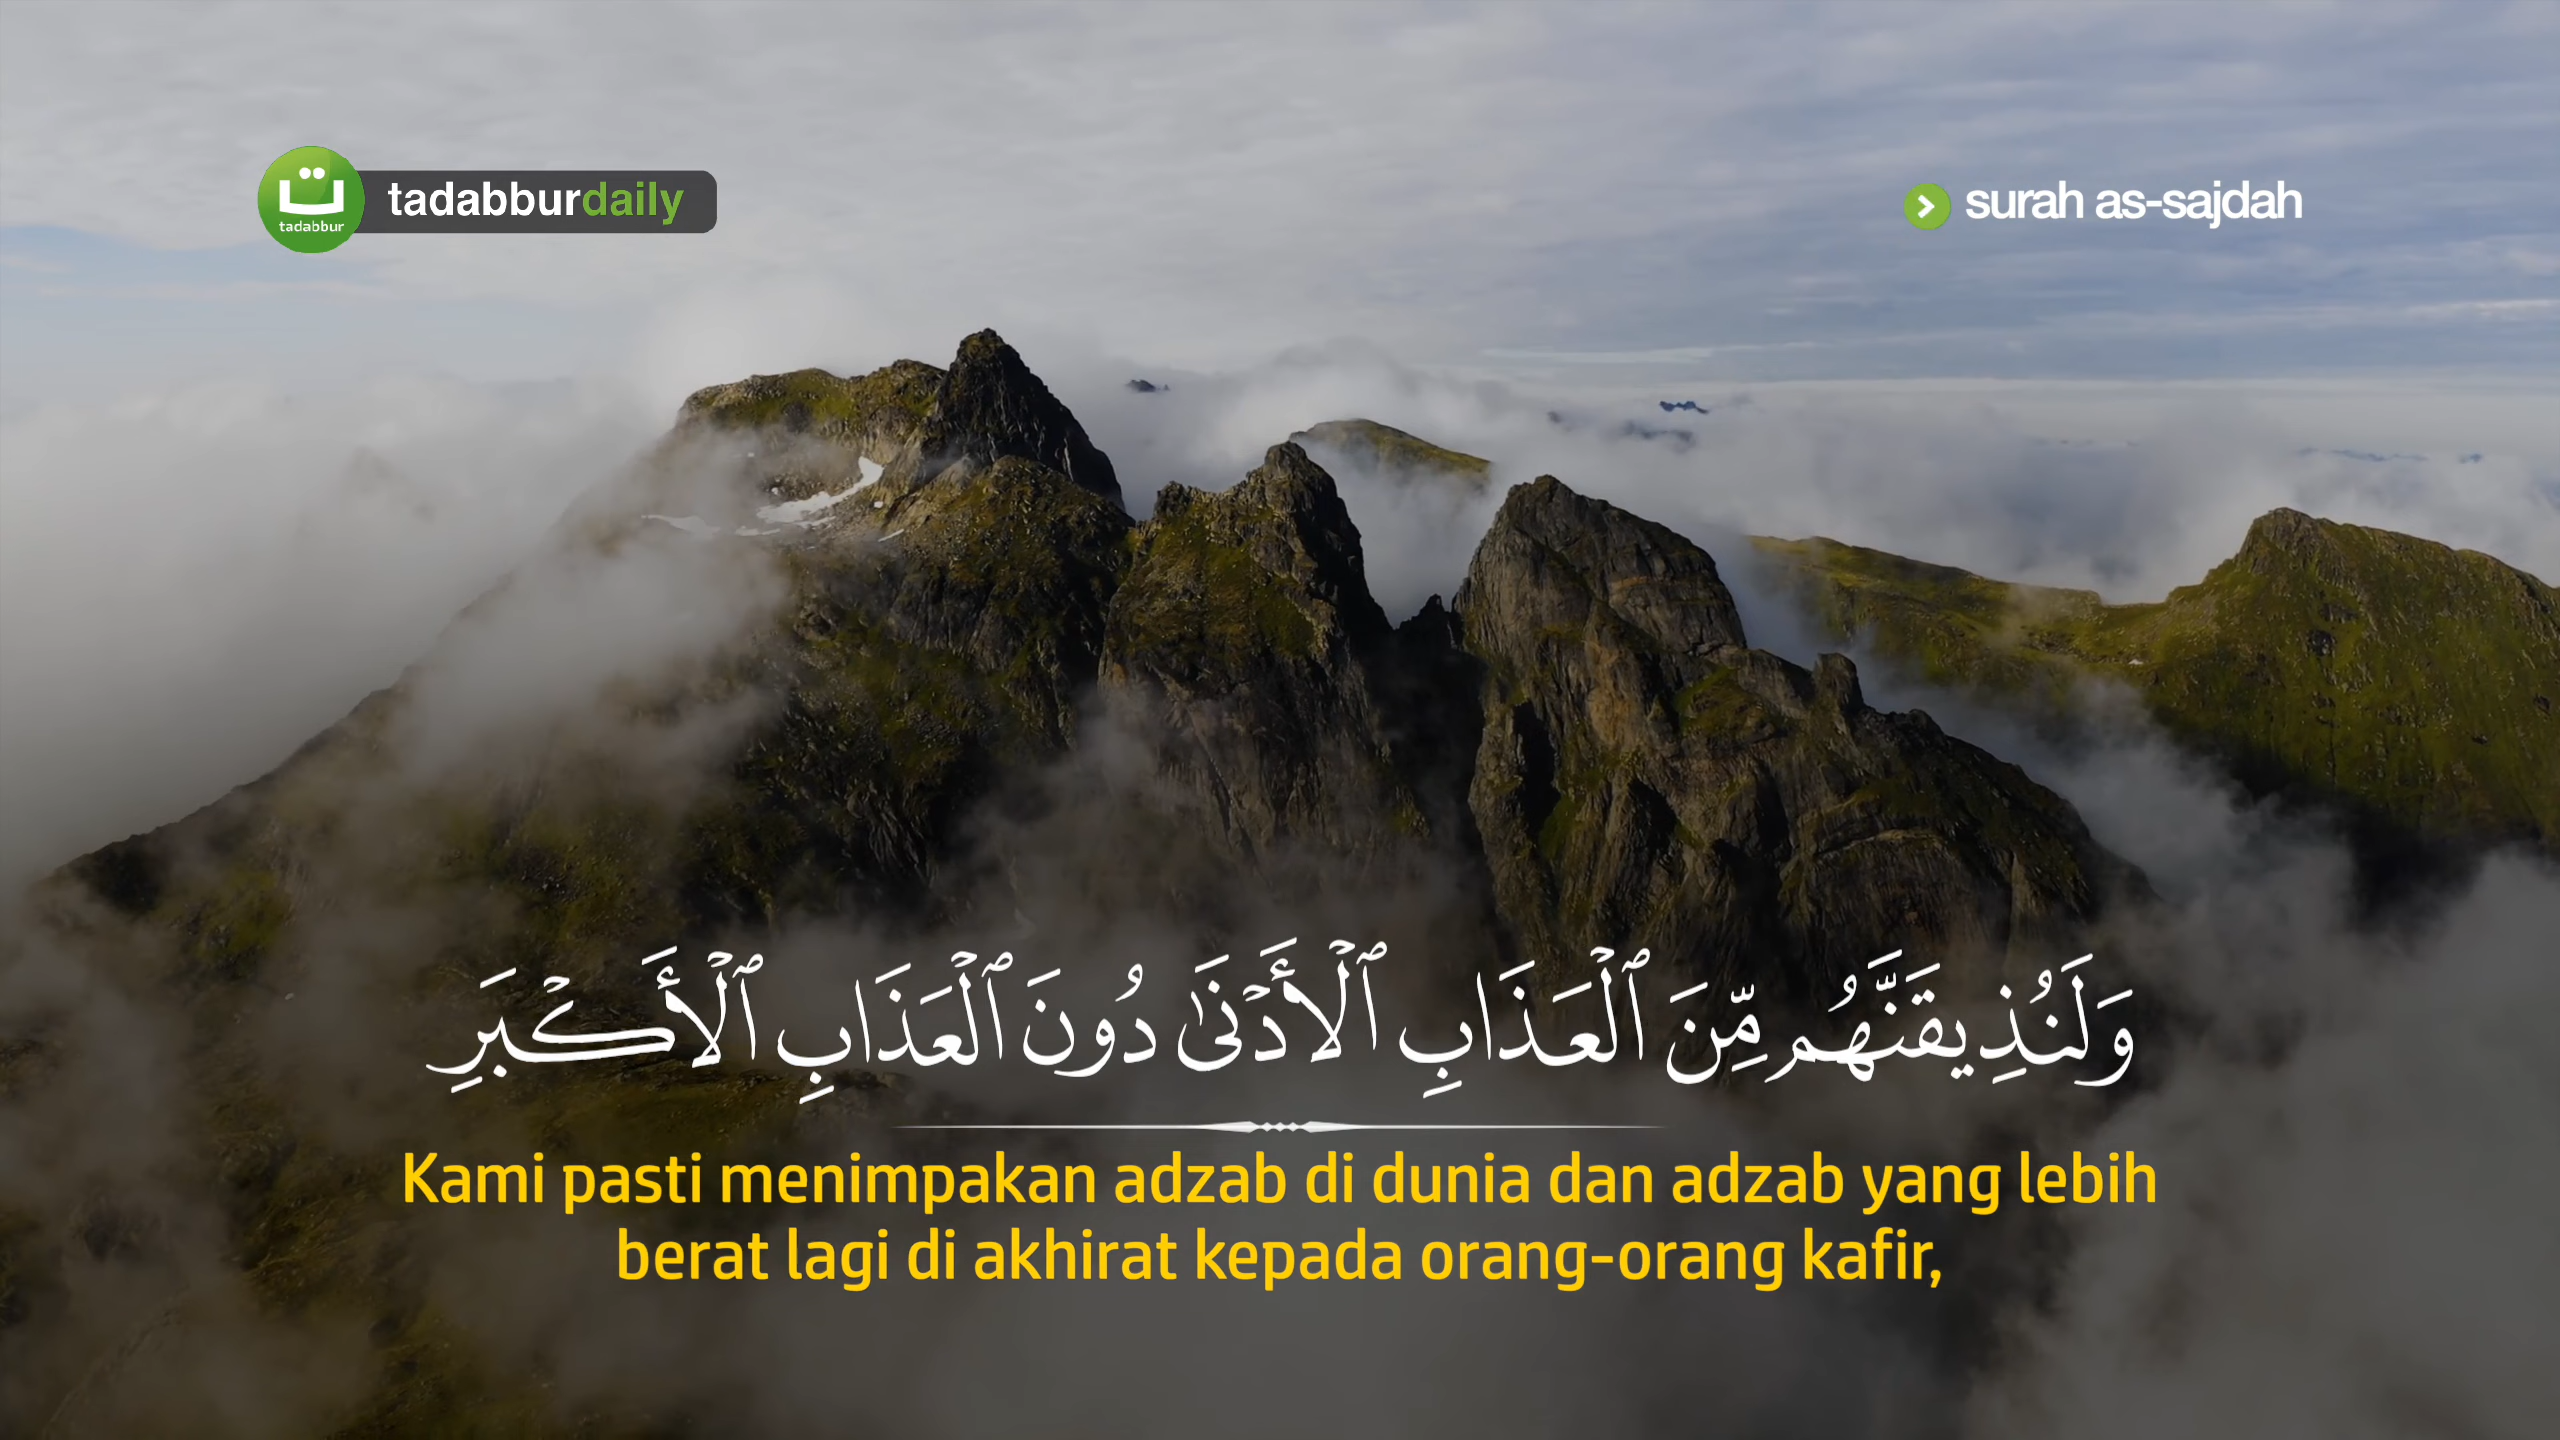 ت
tadabbur
tadabburdaily
surah as-sajdah
وَلَنُذِيقَنَّهُم مِّنَ ٱلْعَذَابِ ٱلْأَدْنَىٰ دُونَ ٱلْعَذَابِ ٱلْأَكْبَرِ
Kami pasti menimpakan adzab di dunia dan adzab yang lebih
berat lagi di akhirat kepada orang-orang kafir,